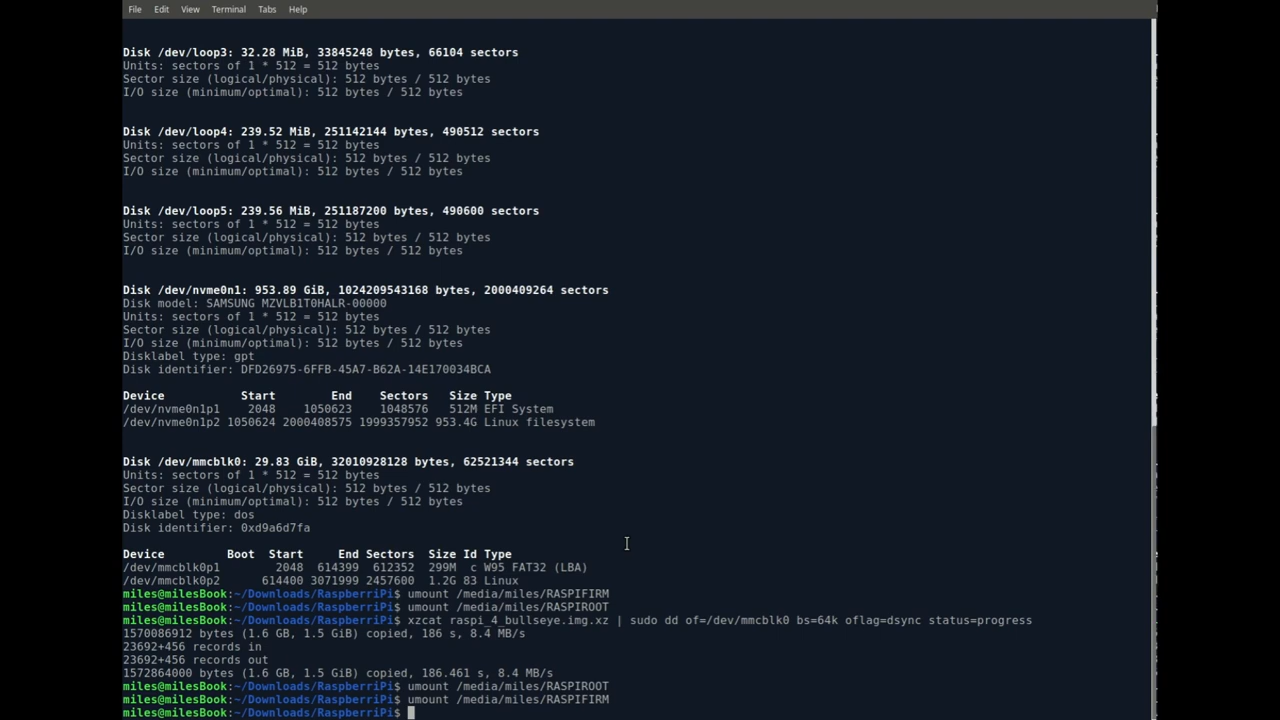 File Edit View Terminal Tabs Help
Disk /dev/loop3: 32.28 MiB, 33845248 bytes, 66104 sectors
Units: sectors of 1 * 512 = 512 bytes
Sector size (logical/physical): 512 bytes / 512 bytes
I/O size (minimum/optimal): 512 bytes / 512 bytes
Disk /dev/loop4: 239.52 MiB, 251142144 bytes, 490512 sectors
Units: sectors of 1 * 512 = 512 bytes
Sector size (logical/physical): 512 bytes / 512 bytes
I/O size (minimum/optimal): 512 bytes / 512 bytes
Disk /dev/loop5: 239.56 MiB, 251187200 bytes, 490600 sectors
Units: sectors of 1 * 512 = 512 bytes
Sector size (logical/physical): 512 bytes / 512 bytes
I/O size (minimum/optimal): 512 bytes / 512 bytes
Disk /dev/nvme0n1: 953.89 GiB, 1024209543168 bytes, 2000409264 sectors
Disk model: SAMSUNG MZVLB1T0HALR-00000
Units: sectors of 1 * 512 = 512 bytes
Sector size (logical/physical): 512 bytes / 512 bytes
I/O size (minimum/optimal): 512 bytes / 512 bytes
Disklabel type: gpt
Disk identifier: DFD26975-6FFB-45A7-B62A-14E170034BCA
Device Start End Sectors Size Type
/dev/nvme0n1p1 2048 1050623 1048576 512M EFI System
/dev/nvme0n1p2 1050624 2000408575 1999357952 953.4G Linux filesystem
Disk /dev/mmcblk0: 29.83 GiB, 32010928128 bytes, 62521344 sectors
Units: sectors of 1 * 512 = 512 bytes
Sector size (logical/physical): 512 bytes / 512 bytes
I/O size (minimum/optimal): 512 bytes / 512 bytes
Disklabel type: dos
Disk identifier: 0xd9a6d7fa
Device Boot Start End Sectors Size Id Type
/dev/mmcblk0p1 2048 614399 612352 299M c W95 FAT32 (LBA)
/dev/mmcblk0p2 614400 3071999 2457600 1.2G 83 Linux
miles@milesBook:~/Downloads/RaspberriPi$ umount /media/miles/RASPIFIRM
miles@milesBook:~/Downloads/RaspberriPi$ umount /media/miles/RASPIROOT
miles@milesBook:~/Downloads/RaspberriPi$ xzcat raspi_4_bullseye.img.xz | sudo dd of=/dev/mmcblk0 bs=64k oflag=dsync status=progress
1570086912 bytes (1.6 GB, 1.5 GiB) copied, 186 s, 8.4 MB/s
23692+456 records in
23692+456 records out
1572864000 bytes (1.6 GB, 1.5 GiB) copied, 186.461 s, 8.4 MB/s
miles@milesBook:~/Downloads/RaspberriPi$ umount /media/miles/RASPIROOT
miles@milesBook:~/Downloads/RaspberriPi$ umount /media/miles/RASPIFIRM
miles@milesBook:~/Downloads/RaspberriPi$